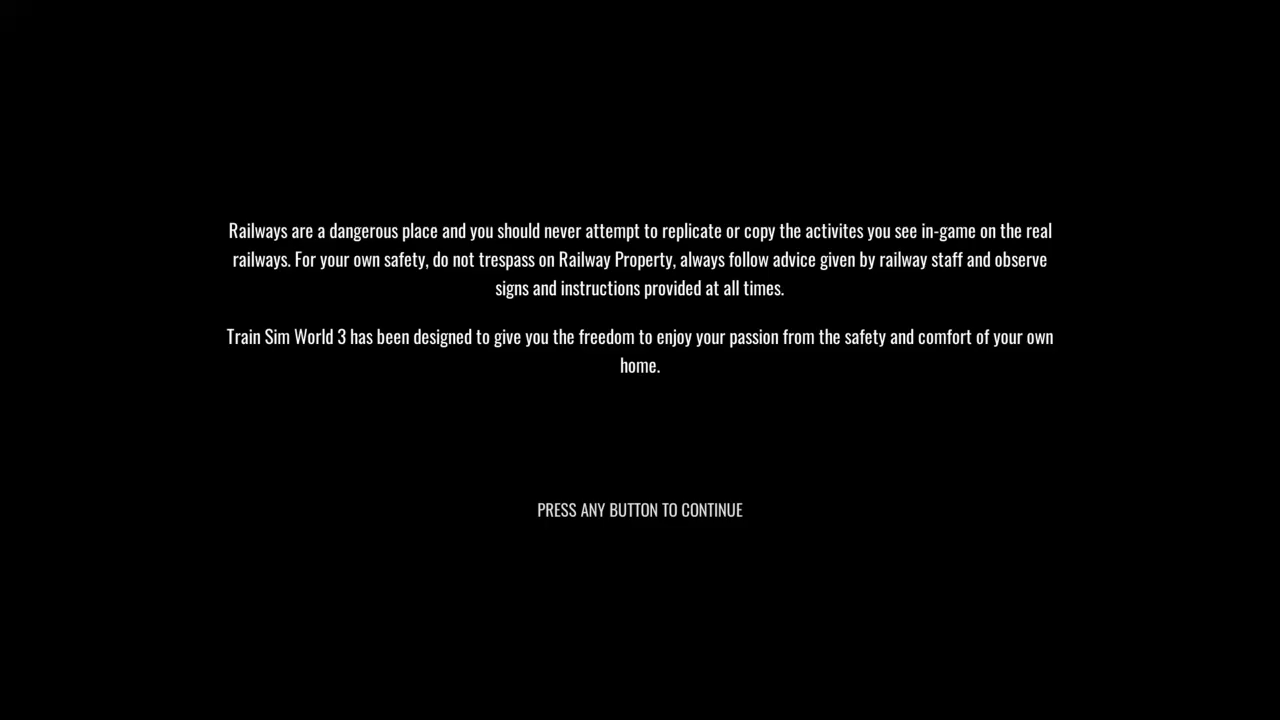 Railways are a dangerous place and you should never attempt to replicate or copy the activites you see in-game on the real
railways. For your own safety, do not trespass on Railway Property, always follow advice given by railway staff and observe
signs and instructions provided at all times.
Train Sim World 3 has been designed to give you the freedom to enjoy your passion from the safety and comfort of your own
home.
PRESS ANY BUTTON TO CONTINUE